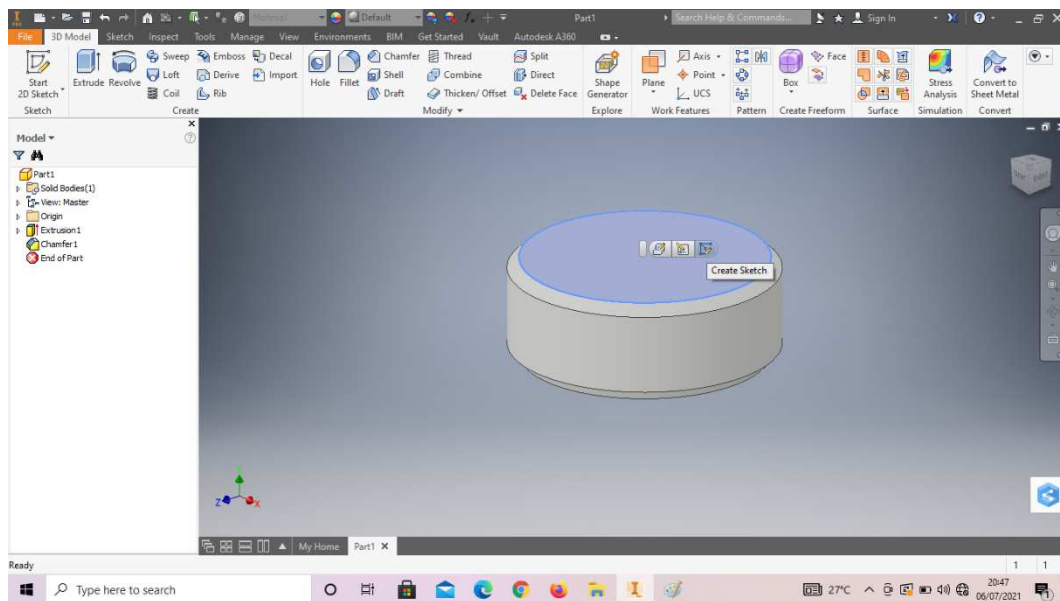 Material
Default
Part1
Search Help & Commands...
Sign In
File 3D Model Sketch Inspect Tools Manage View Environments BIM Get Started Vault Autodesk A360
Start 2D Sketch
Extrude Revolve
Sweep Emboss Decal
Loft Derive Import
Coil Rib
Hole Fillet
Chamfer Thread Split
Shell Combine Direct
Draft Thicken/ Offset Delete Face
Shape Generator
Plane
Axis
Point
UCS
Box
Face
Stress Analysis
Convert to Sheet Metal
Sketch Create Modify Explore Work Features Pattern Create Freeform Surface Simulation Convert
Model
Part1
Solid Bodies(1)
View: Master
Origin
Extrusion1
Chamfer1
End of Part
Create Sketch
Y
Z X
My Home Part1
Ready
1 1
Type here to search
27°C
20:47
06/07/2021